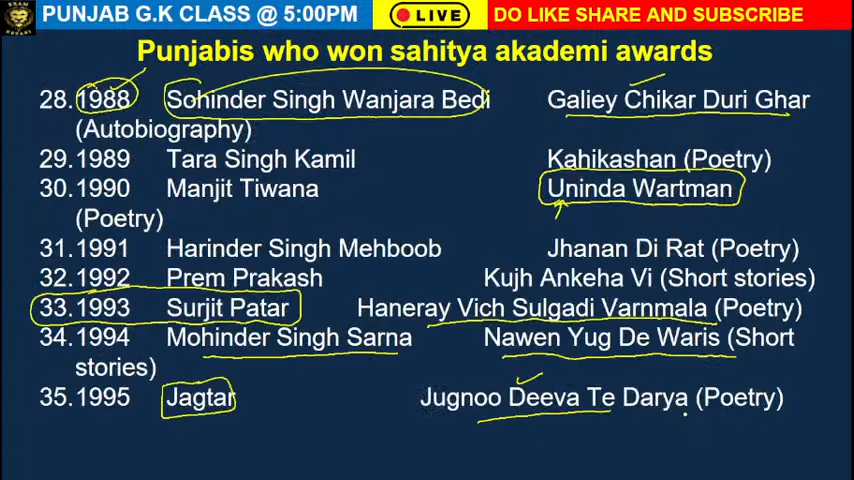 PUNJAB G.K CLASS @ 5:00PM LIVE DO LIKE SHARE AND SUBSCRIBE
Punjabis who won sahitya akademi awards
28. 1988 Sohinder Singh Wanjara Bedi Galiey Chikar Duri Ghar
(Autobiography)
29. 1989 Tara Singh Kamil Kahikashan (Poetry)
30. 1990 Manjit Tiwana Uninda Wartman
(Poetry)
31. 1991 Harinder Singh Mehboob Jhanan Di Rat (Poetry)
32. 1992 Prem Prakash Kujh Ankeha Vi (Short stories)
33. 1993 Surjit Patar Haneray Vich Sulgadi Varnmala (Poetry)
34. 1994 Mohinder Singh Sarna Nawen Yug De Waris (Short
stories)
35. 1995 Jagtar Jugnoo Deeva Te Darya (Poetry)